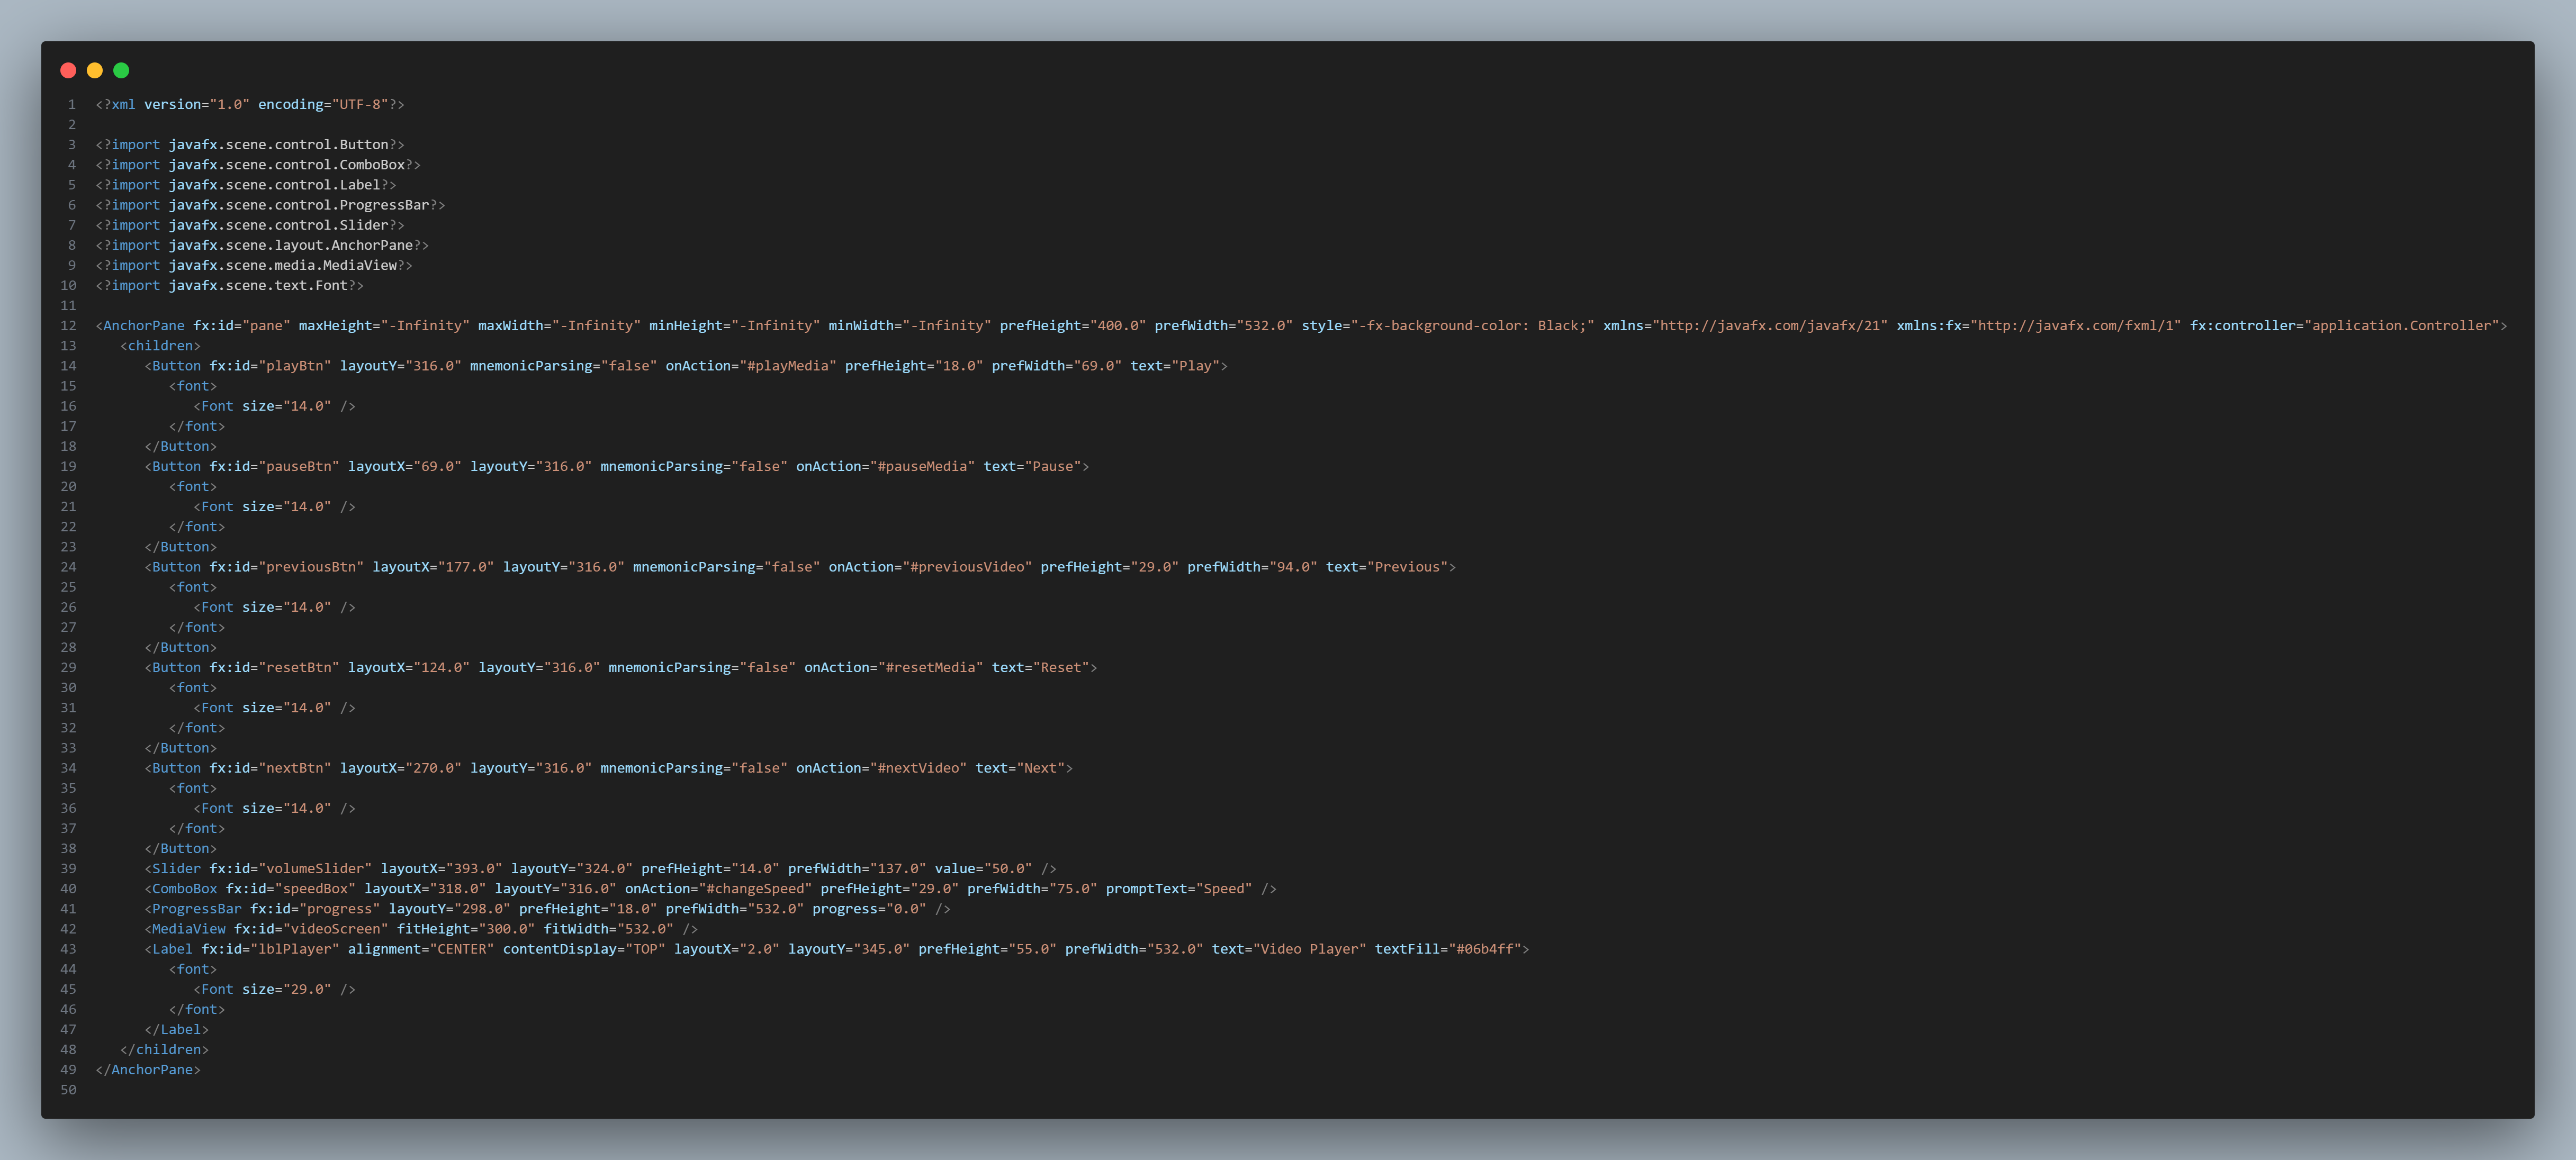 1 <?xml version="1.0" encoding="UTF-8"?>
2
3 <?import javafx.scene.control.Button?>
4 <?import javafx.scene.control.ComboBox?>
5 <?import javafx.scene.control.Label?>
6 <?import javafx.scene.control.ProgressBar?>
7 <?import javafx.scene.control.Slider?>
8 <?import javafx.scene.layout.AnchorPane?>
9 <?import javafx.scene.media.MediaView?>
10 <?import javafx.scene.text.Font?>
11
12 <AnchorPane fx:id="pane" maxHeight="-Infinity" maxWidth="-Infinity" minHeight="-Infinity" minWidth="-Infinity" prefHeight="400.0" prefWidth="532.0" style="-fx-background-color: Black;" xmlns="http://javafx.com/javafx/21" xmlns:fx="http://javafx.com/fxml/1" fx:controller="application.Controller">
13    <children>
14       <Button fx:id="playBtn" layoutY="316.0" mnemonicParsing="false" onAction="#playMedia" prefHeight="18.0" prefWidth="69.0" text="Play">
15          <font>
16             <Font size="14.0" />
17          </font>
18       </Button>
19       <Button fx:id="pauseBtn" layoutX="69.0" layoutY="316.0" mnemonicParsing="false" onAction="#pauseMedia" text="Pause">
20          <font>
21             <Font size="14.0" />
22          </font>
23       </Button>
24       <Button fx:id="previousBtn" layoutX="177.0" layoutY="316.0" mnemonicParsing="false" onAction="#previousVideo" prefHeight="29.0" prefWidth="94.0" text="Previous">
25          <font>
26             <Font size="14.0" />
27          </font>
28       </Button>
29       <Button fx:id="resetBtn" layoutX="124.0" layoutY="316.0" mnemonicParsing="false" onAction="#resetMedia" text="Reset">
30          <font>
31             <Font size="14.0" />
32          </font>
33       </Button>
34       <Button fx:id="nextBtn" layoutX="270.0" layoutY="316.0" mnemonicParsing="false" onAction="#nextVideo" text="Next">
35          <font>
36             <Font size="14.0" />
37          </font>
38       </Button>
39       <Slider fx:id="volumeSlider" layoutX="393.0" layoutY="324.0" prefHeight="14.0" prefWidth="137.0" value="50.0" />
40       <ComboBox fx:id="speedBox" layoutX="318.0" layoutY="316.0" onAction="#changeSpeed" prefHeight="29.0" prefWidth="75.0" promptText="Speed" />
41       <ProgressBar fx:id="progress" layoutY="298.0" prefHeight="18.0" prefWidth="532.0" progress="0.0" />
42       <MediaView fx:id="videoScreen" fitHeight="300.0" fitWidth="532.0" />
43       <Label fx:id="lblPlayer" alignment="CENTER" contentDisplay="TOP" layoutX="2.0" layoutY="345.0" prefHeight="55.0" prefWidth="532.0" text="Video Player" textFill="#06b4ff">
44          <font>
45             <Font size="29.0" />
46          </font>
47       </Label>
48    </children>
49 </AnchorPane>
50